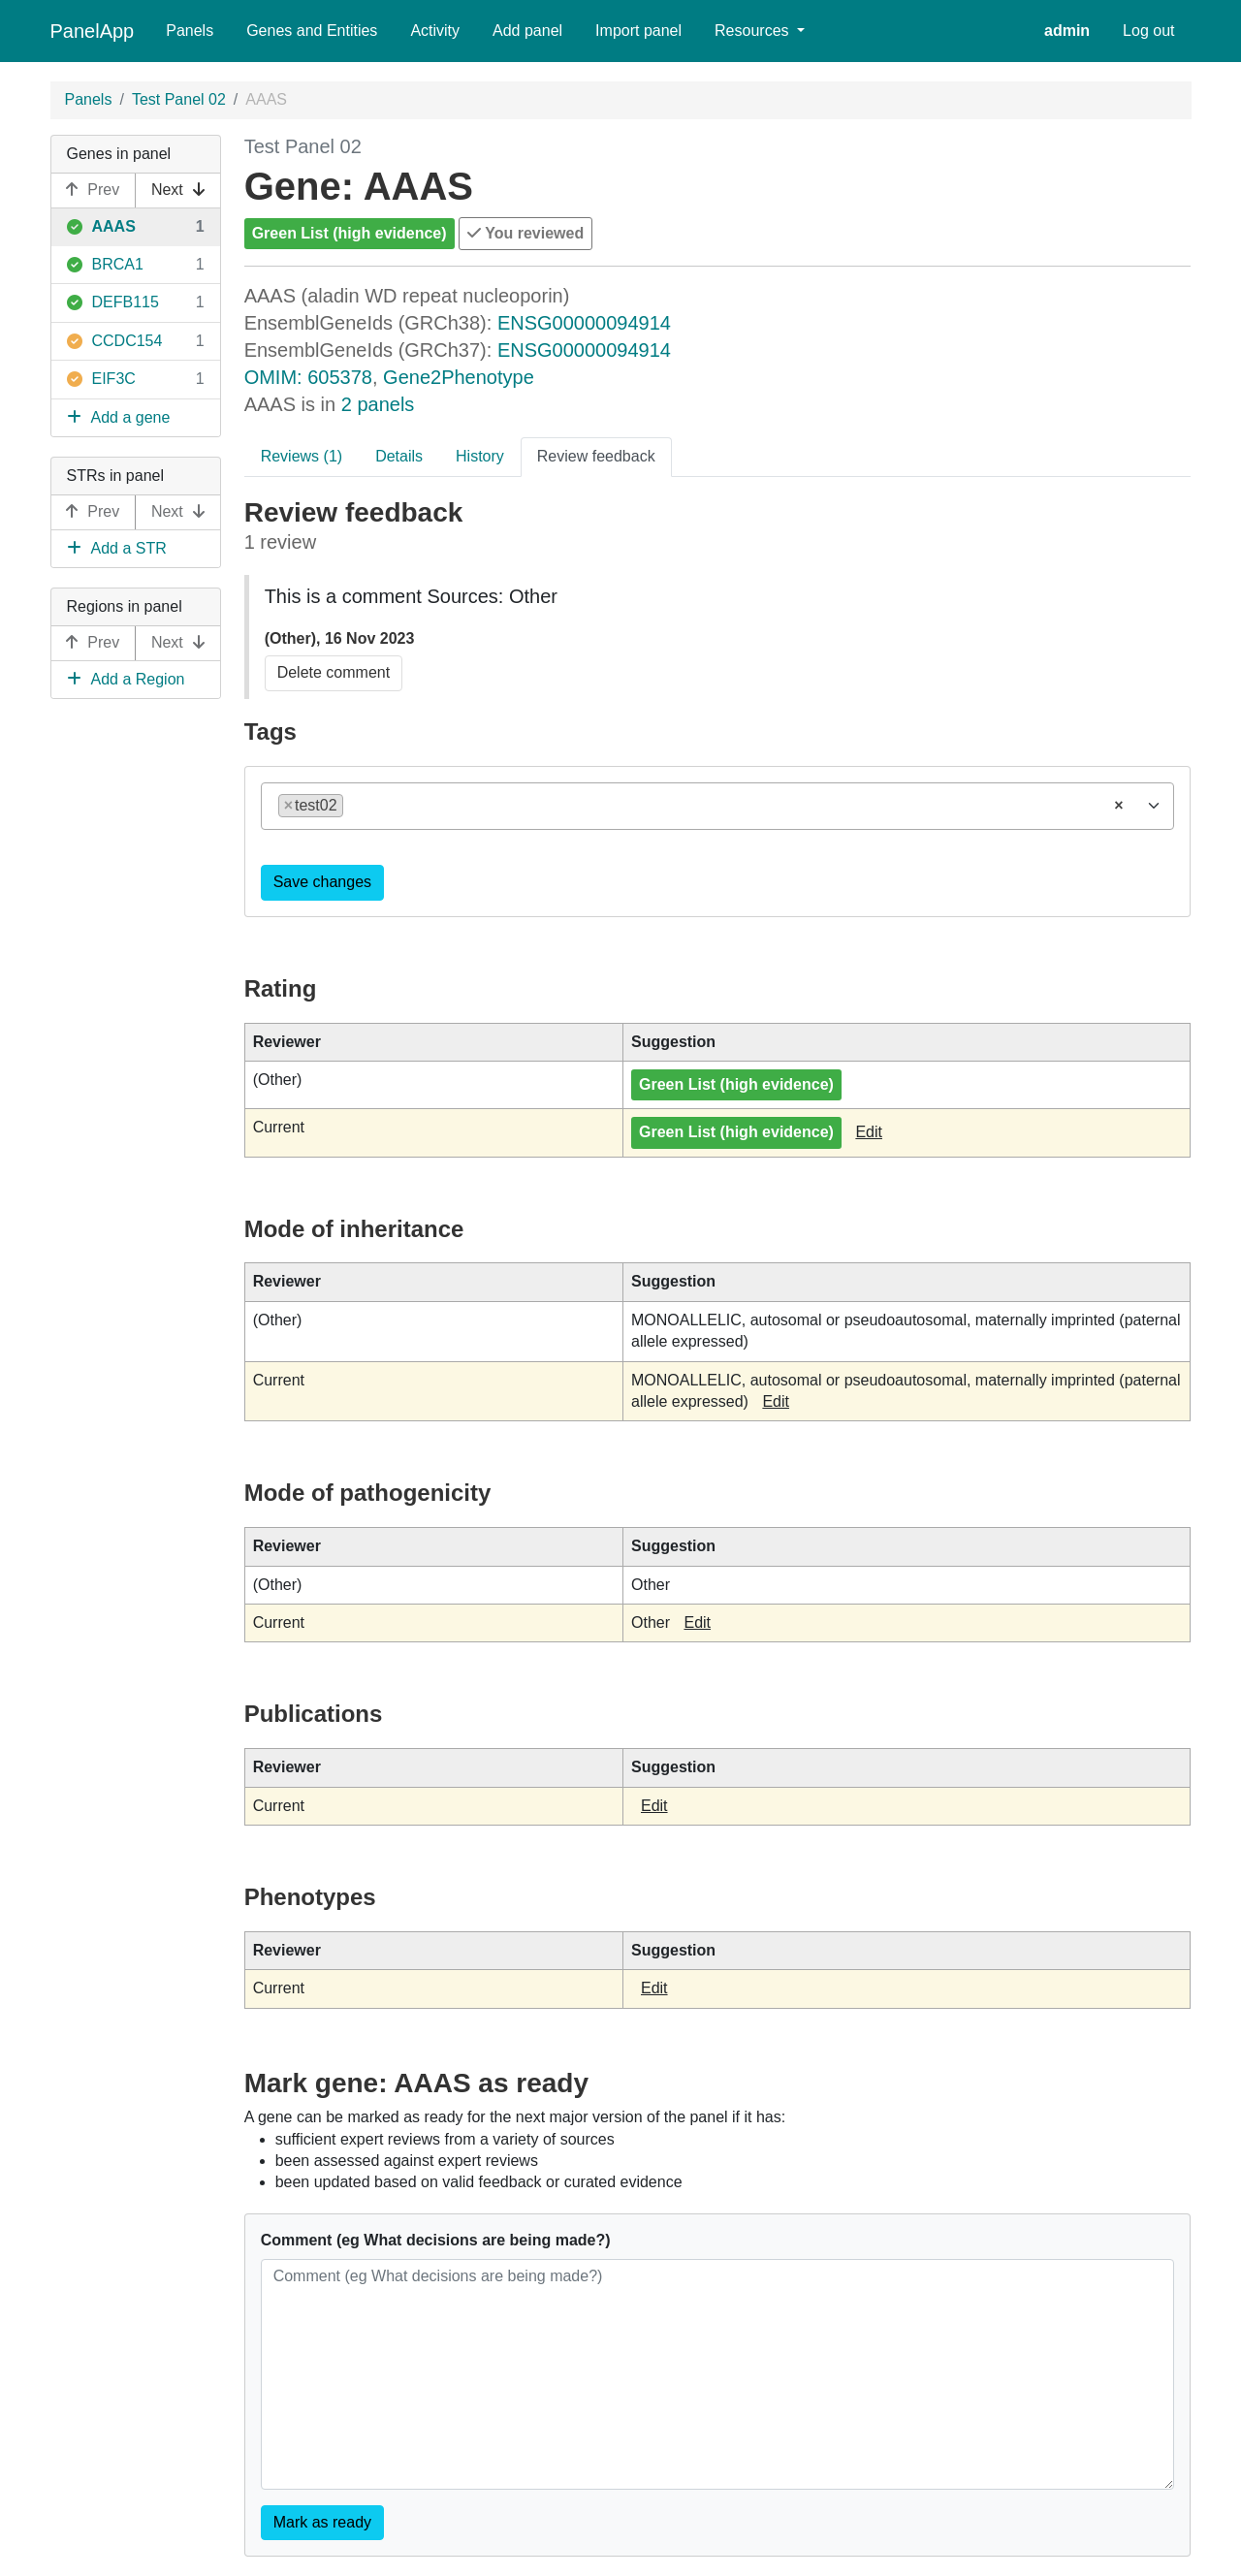 PanelApp Panels Genes and Entities Activity Add panel Import panel Resources admin Log out
Panels / Test Panel 02 / AAAS
Genes in panel
Prev Next
AAAS 1
BRCA1 1
DEFB115 1
CCDC154 1
EIF3C 1
Add a gene
STRs in panel
Prev Next
Add a STR
Regions in panel
Prev Next
Add a Region
Test Panel 02
Gene: AAAS
Green List (high evidence) You reviewed
AAAS (aladin WD repeat nucleoporin)
EnsemblGeneIds (GRCh38): ENSG00000094914
EnsemblGeneIds (GRCh37): ENSG00000094914
OMIM: 605378, Gene2Phenotype
AAAS is in 2 panels
Reviews (1) Details History Review feedback
Review feedback
1 review
This is a comment Sources: Other
(Other), 16 Nov 2023
Delete comment
Tags
×test02 ×
Save changes
Rating
Reviewer Suggestion
(Other) Green List (high evidence)
Current Green List (high evidence) Edit
Mode of inheritance
Reviewer Suggestion
(Other) MONOALLELIC, autosomal or pseudoautosomal, maternally imprinted (paternal
allele expressed)
Current MONOALLELIC, autosomal or pseudoautosomal, maternally imprinted (paternal
allele expressed) Edit
Mode of pathogenicity
Reviewer Suggestion
(Other) Other
Current Other Edit
Publications
Reviewer Suggestion
Current Edit
Phenotypes
Reviewer Suggestion
Current Edit
Mark gene: AAAS as ready
A gene can be marked as ready for the next major version of the panel if it has:
• sufficient expert reviews from a variety of sources
• been assessed against expert reviews
• been updated based on valid feedback or curated evidence
Comment (eg What decisions are being made?)
Comment (eg What decisions are being made?)
Mark as ready